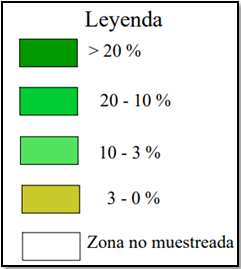 Leyenda
> 20 %
20 - 10 %
10 - 3 %
3 - 0 %
Zona no muestreada